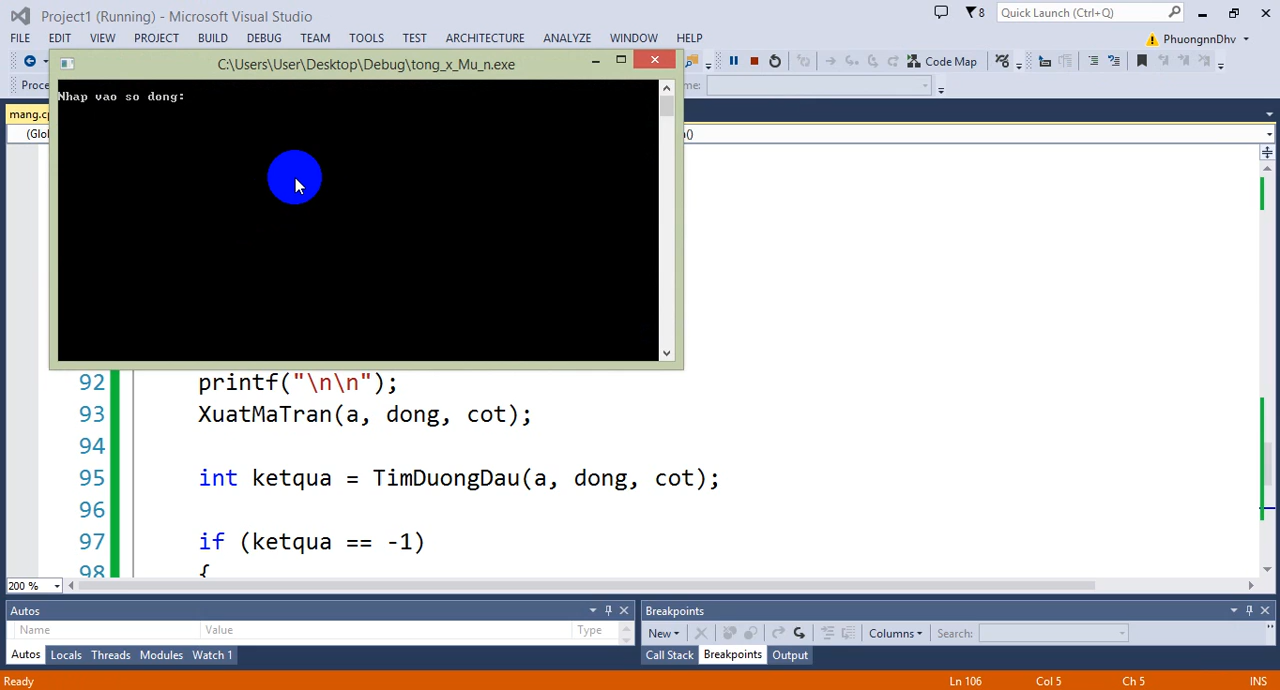 Project1 (Running) - Microsoft Visual Studio
8
Quick Launch (Ctrl+Q)
FILE EDIT VIEW PROJECT BUILD DEBUG TEAM TOOLS TEST ARCHITECTURE ANALYZE WINDOW HELP
PhuongnnDhv
C:\Users\User\Desktop\Debug\tong_x_Mu_n.exe
Code Map
Nhap vao so dong:
92 printf("\n\n");
93 XuatMaTran(a, dong, cot);
94
95 int ketqua = TimDuongDau(a, dong, cot);
96
97 if (ketqua == -1)
98 {
200 %
Autos
Name Value Type
Autos Locals Threads Modules Watch 1
Breakpoints
New Columns Search:
Call Stack Breakpoints Output
Ready Ln 106 Col 5 Ch 5 INS